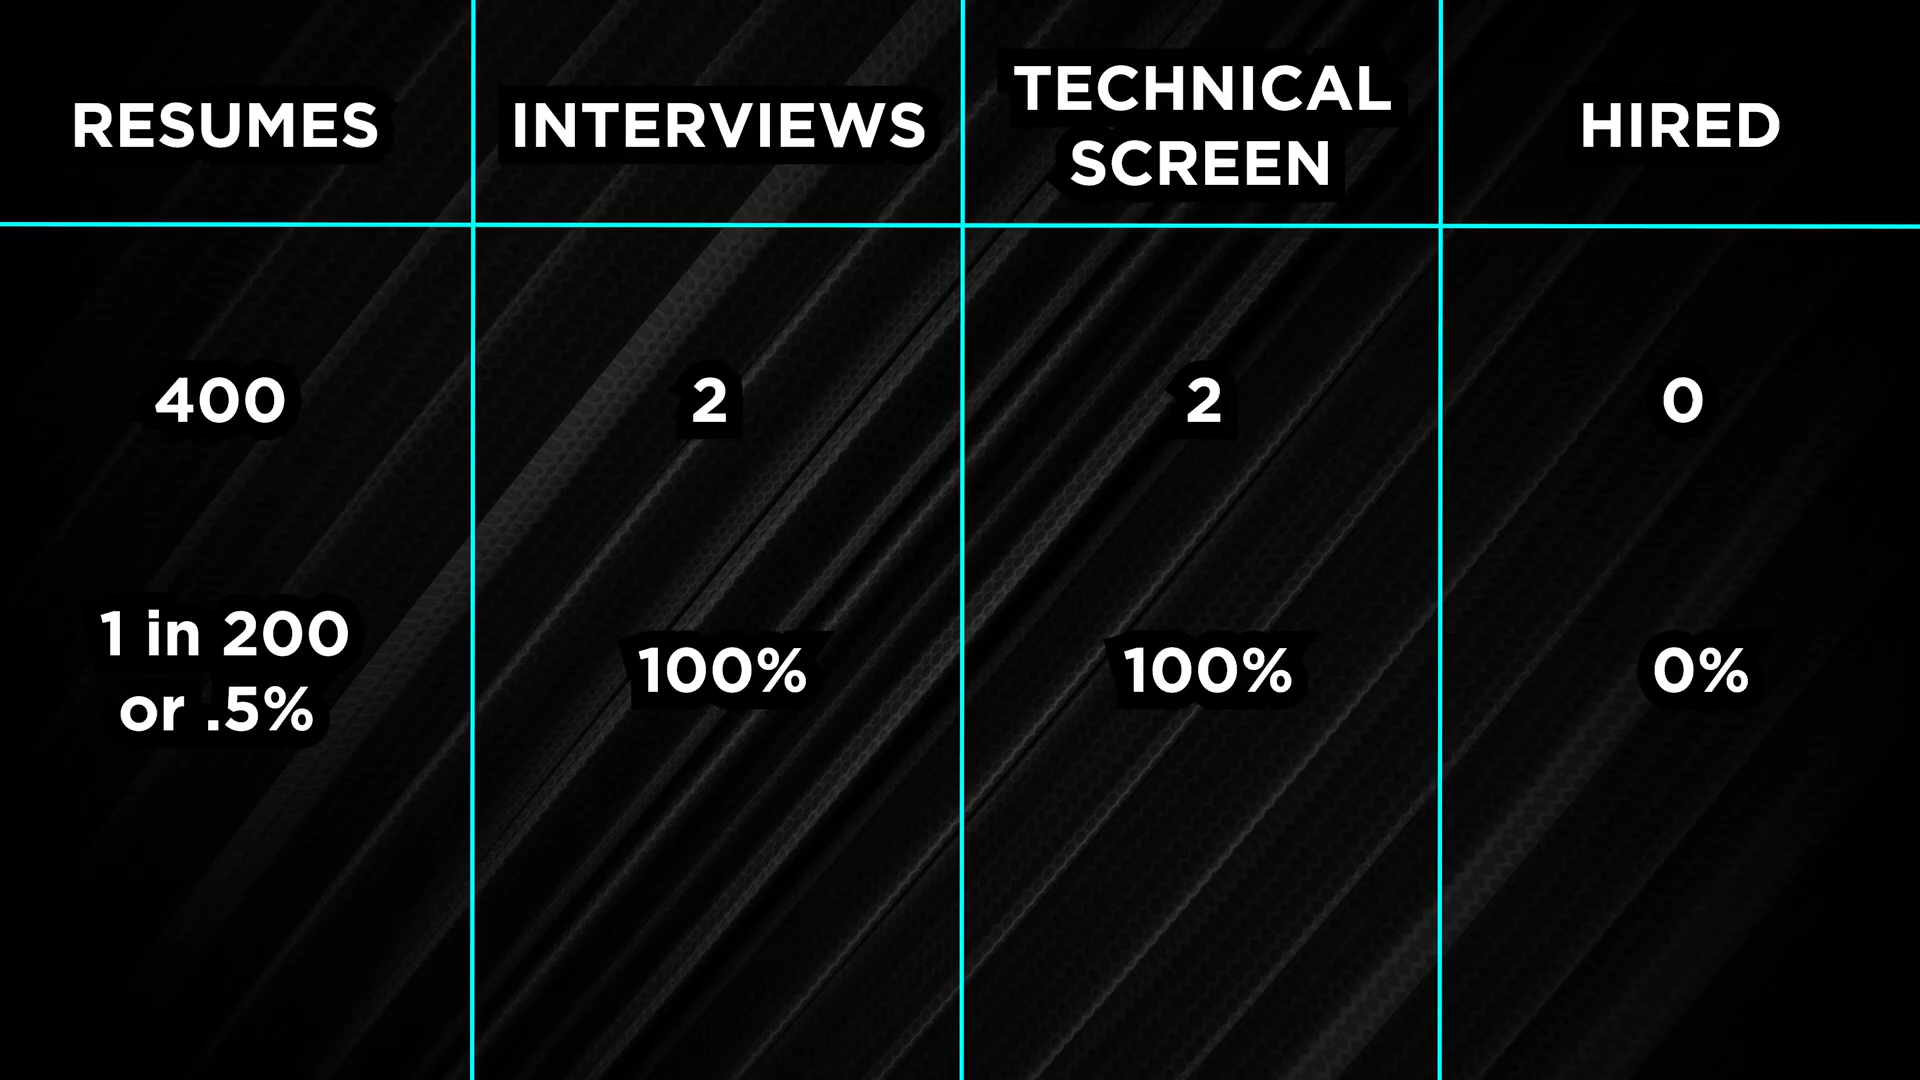 RESUMES
INTERVIEWS
TECHNICAL
SCREEN
HIRED
400
2
2
0
1 in 200
or .5%
100%
100%
0%